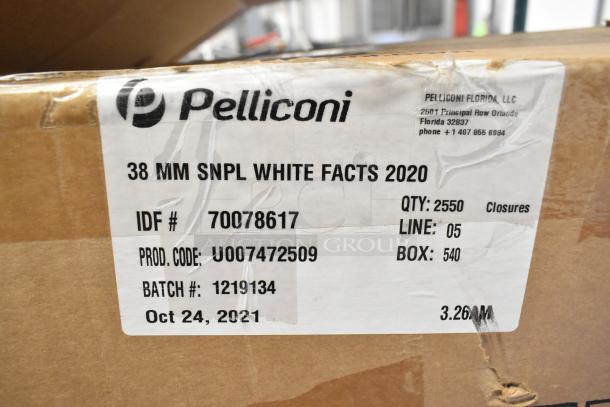 Pelliconi
PELLICONI FLORIDA, LLC
2501 Principal Row Orlando
Florida 32837
phone +1 407 855 6984
38 MM SNPL WHITE FACTS 2020
IDF # 70078617
QTY: 2550 Closures
LINE: 05
PROD. CODE: U007472509
BOX: 540
AUCTION GROUP
BATCH #: 1219134
Oct 24, 2021
3.26AM